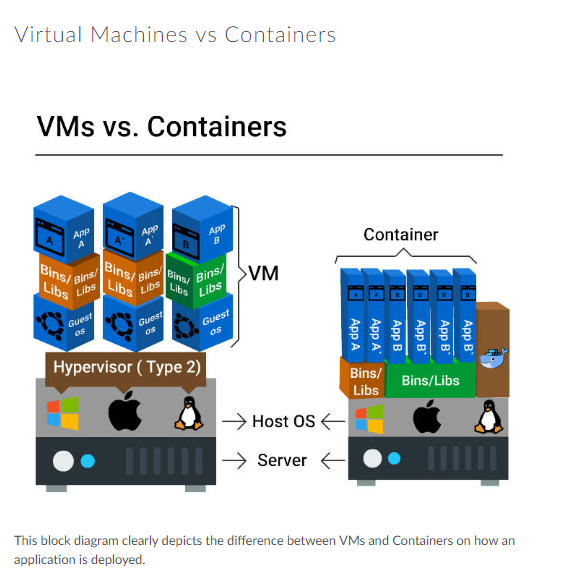 Virtual Machines vs Containers
VMs vs. Containers
A
App
A
A'
App
A'
B
App
B
Bins/
Libs
Bins/
Libs
Bins/
Libs
Bins/
Libs
Bins/
Libs
Bins/
Libs
Guest
os
Guest
os
Guest
os
VM
Hypervisor ( Type 2)
Container
A
A'
B
B'
B'
B'
App A
App A'
App B
App B'
App B'
App B'
Bins/
Libs
Bins/Libs
Host OS
Server
This block diagram clearly depicts the difference between VMs and Containers on how an
application is deployed.